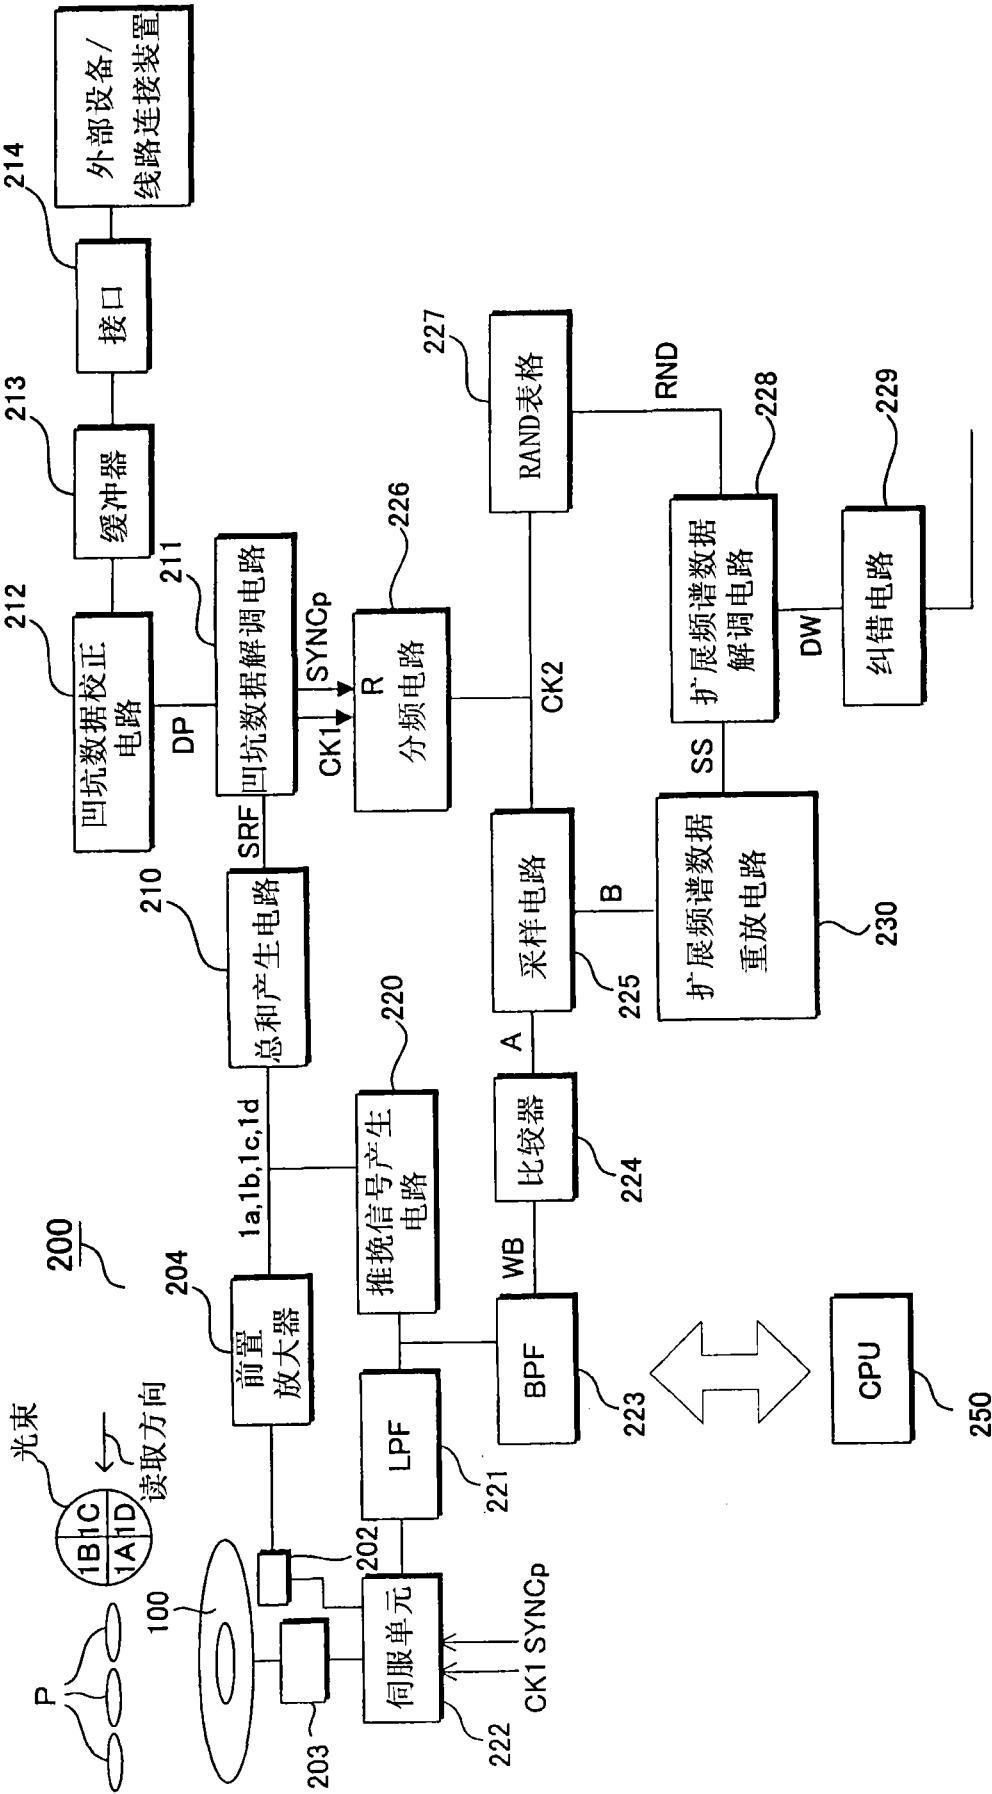 200
P
光束
1B
1C
1A
1D
读取方向
100
202
203
204
前置
放大器
1a,1b,1c,1d
210
总和产生电路
SRF
211
凹坑数据解调电路
DP
212
凹坑数据校正
电路
213
缓冲器
214
接口
外部设备/
线路连接装置
伺服单元
222
CK1
SYNCp
LPF
221
推挽信号产生
电路
220
CK1
SYNCp
R
分频电路
226
BPF
223
WB
比较器
224
A
采样电路
225
CK2
RAND表格
227
RND
B
扩展频谱数据
重放电路
230
SS
扩展频谱数据
解调电路
228
DW
纠错电路
229
CPU
250